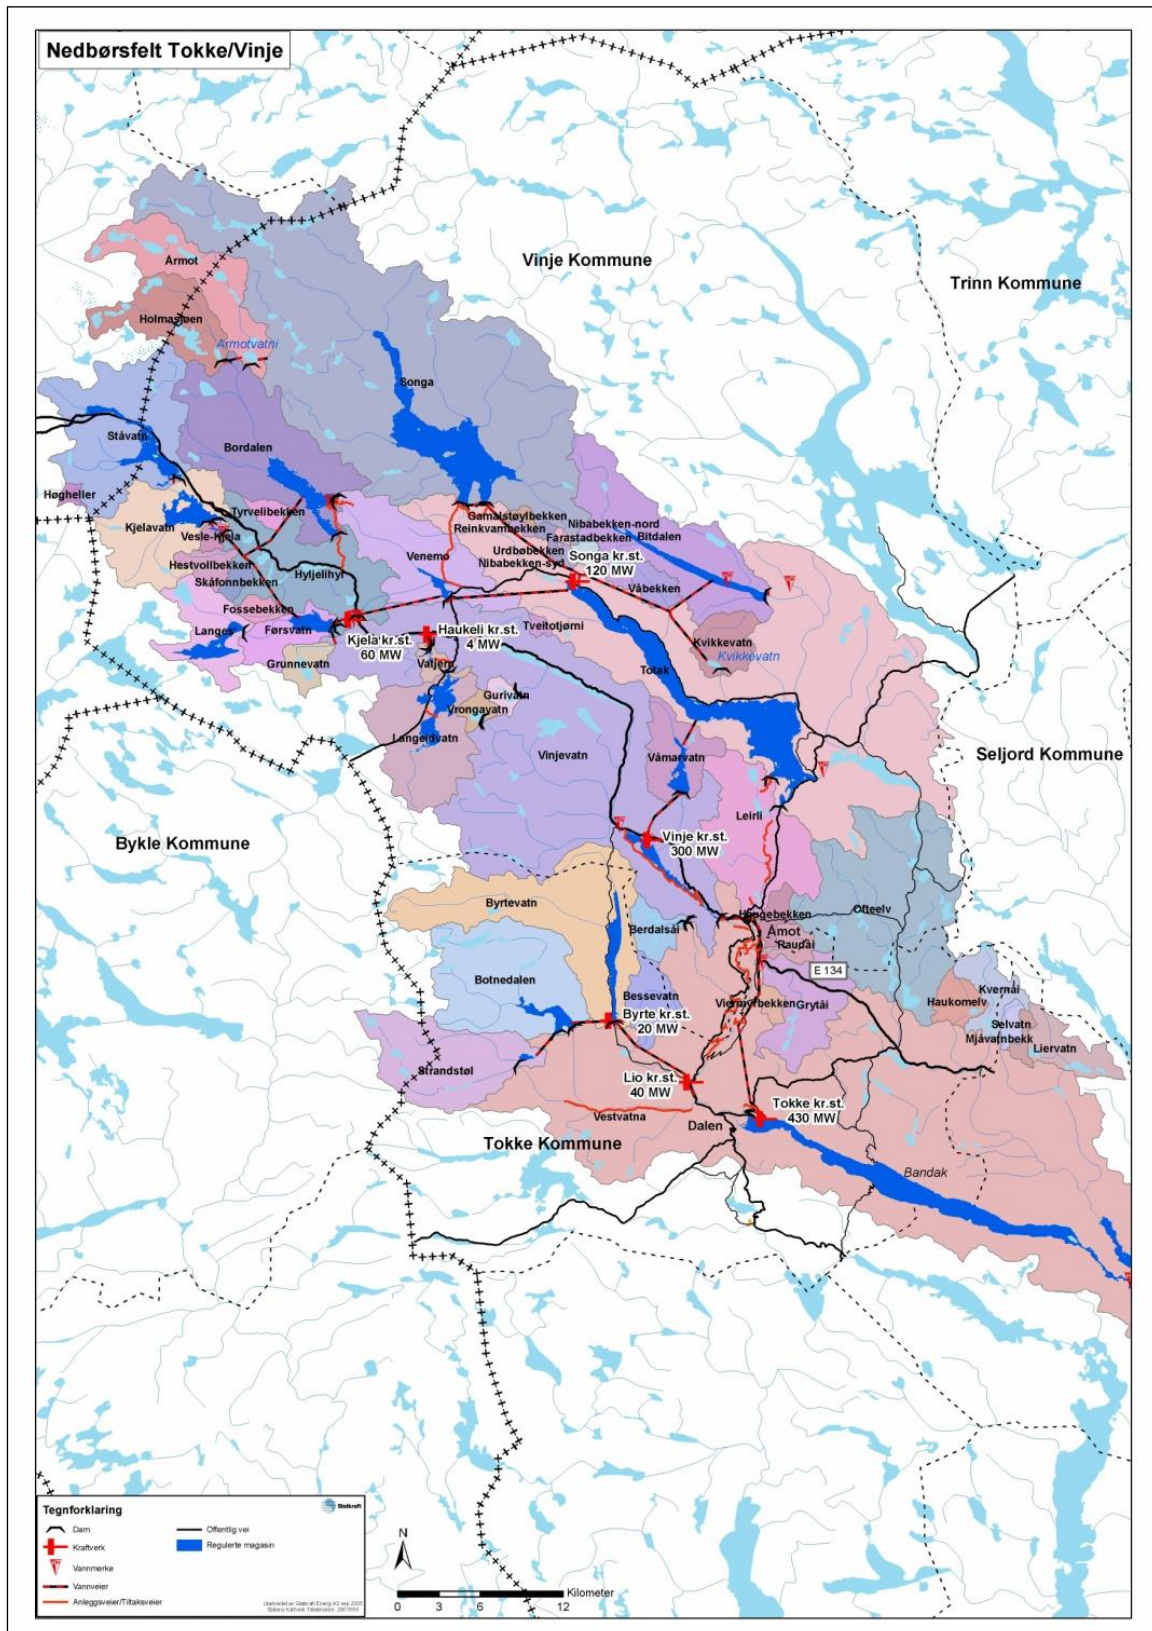 Nedbørsfelt Tokke/Vinje
Vinje Kommune
Trinn Kommune
Armot
Holmasjøen
Armotvatni
Songa
Ståvatn
Bordalen
Høgheller
Kjelavatn
Tyrvelibekken
Vesle-Kjela
Gamalstøylbekken
Reinkvambekken
Nibabekken-nord
Farastadbekken
Bitdalen
Urdbøbekken
Nibabekken-syd
Venemo
Songa kr.st.
120 MW
Hestvollbekken
Skåfonnbekken
Hyljelihyl
Våbekken
Fossebekken
Langes
Førsvatn
Kjela kr.st.
60 MW
Haukeli kr.st.
4 MW
Tveitotjørni
Kvikkevatn
Kvikkevatn
Grunnevatn
Vatjern
Totak
Gurivatn
Vrongavatn
Langeidvatn
Vinjevatn
Våmarvatn
Seljord Kommune
Leirli
Bykle Kommune
Vinje kr.st.
300 MW
Byrtevatn
Berdalsåi
Haugebekken
Åmot
Raudåi
Ofteelv
E 134
Botnedalen
Bessevatn
Viermyrbekken
Grytåi
Kvernåi
Haukomelv
Selvatn
Mjåvatnbekk
Liervatn
Byrte kr.st.
20 MW
Strandstøl
Lio kr.st.
40 MW
Tokke kr.st.
430 MW
Vestvatna
Dalen
Tokke Kommune
Bandak
Tegnforklaring
Statkraft
Dam
Kraftverk
Vannmerke
Vannveier
Anleggsveier/Tiltaksveier
Offentlig vei
Regulerte magasin
N
Kilometer
0 3 6 12